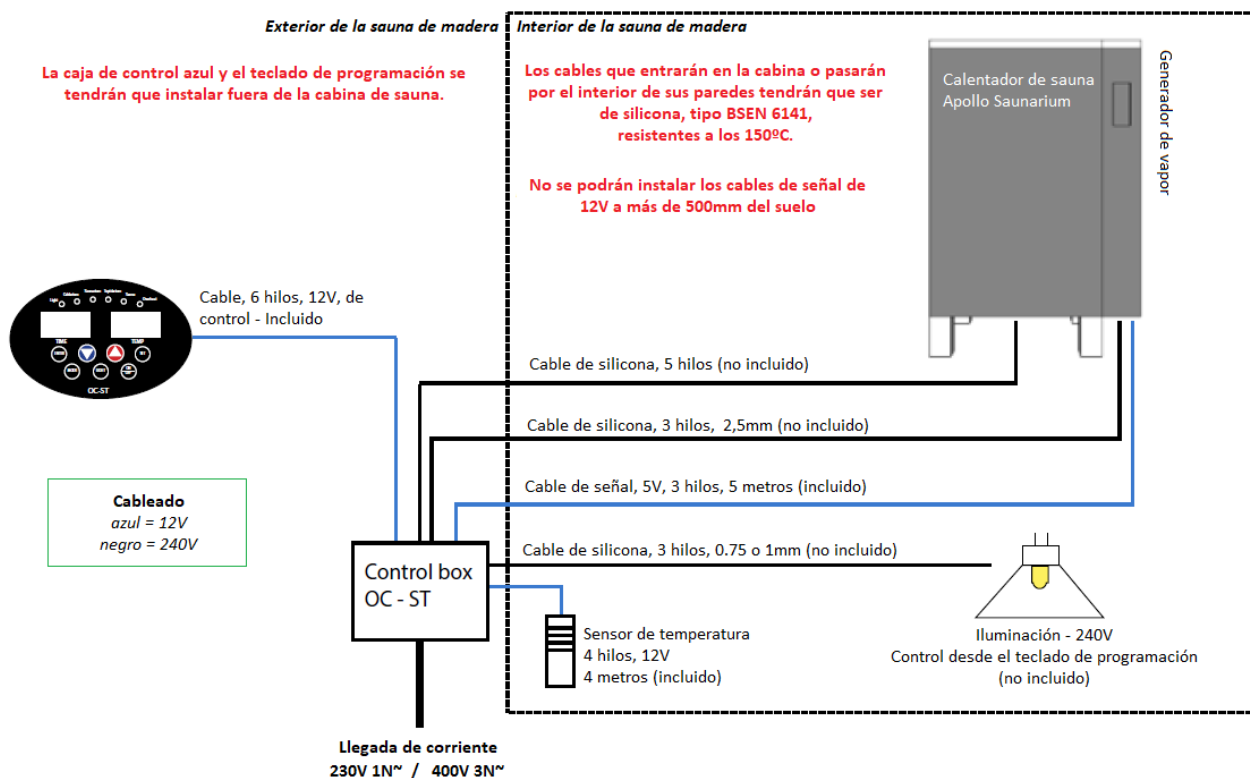 Exterior de la sauna de madera
Interior de la sauna de madera
La caja de control azul y el teclado de programación se
tendrán que instalar fuera de la cabina de sauna.
Los cables que entrarán en la cabina o pasarán
por el interior de sus paredes tendrán que ser
de silicona, tipo BSEN 6141,
resistentes a los 150ºC.
No se podrán instalar los cables de señal de
12V a más de 500mm del suelo
Calentador de sauna
Apollo Saunarium
Generador de vapor
Cable, 6 hilos, 12V, de
control - Incluido
Light
TIME
TEMP
SET
OC-ST
Cable de silicona, 5 hilos (no incluido)
Cable de silicona, 3 hilos, 2,5mm (no incluido)
Cable de señal, 5V, 3 hilos, 5 metros (incluido)
Cable de silicona, 3 hilos, 0.75 o 1mm (no incluido)
Cableado
azul = 12V
negro = 240V
Control box
OC - ST
Sensor de temperatura
4 hilos, 12V
4 metros (incluido)
Iluminación - 240V
Control desde el teclado de programación
(no incluido)
Llegada de corriente
230V 1N~ / 400V 3N~